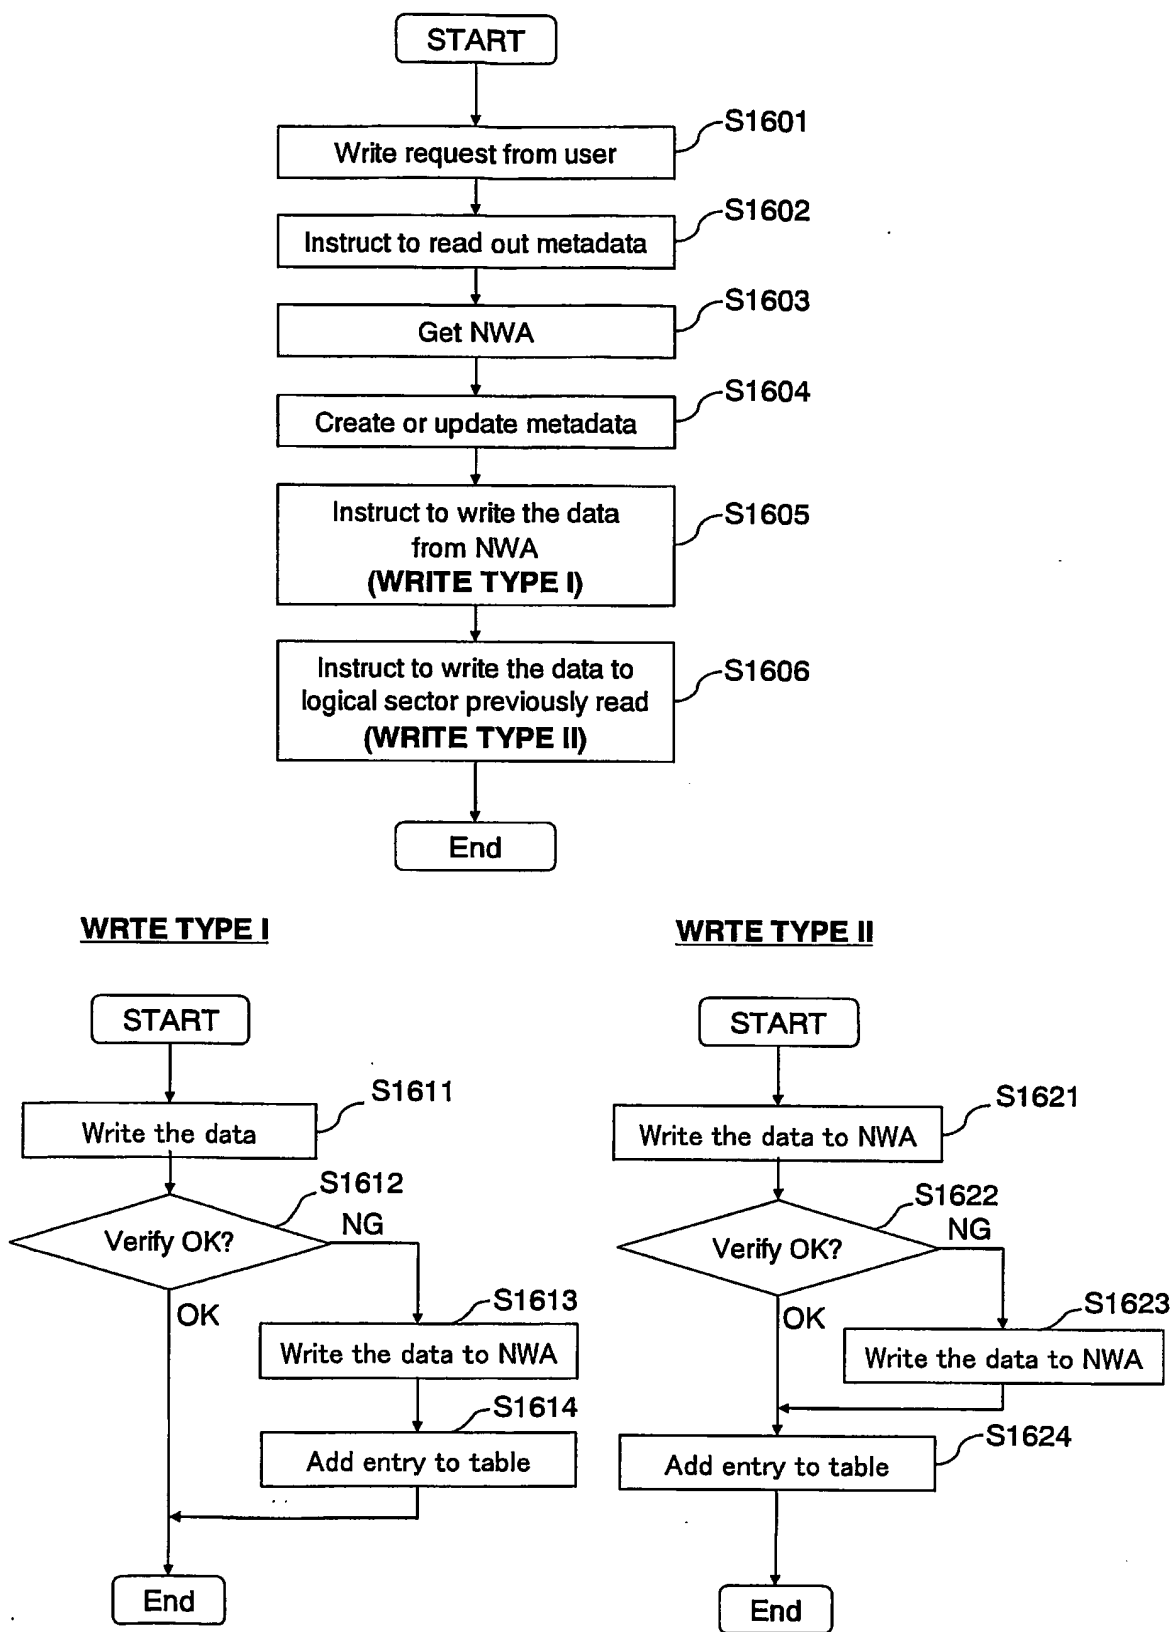 START
S1601
Write request from user
S1602
Instruct to read out metadata
S1603
Get NWA
S1604
Create or update metadata
S1605
Instruct to write the data
from NWA
(WRITE TYPE I)
S1606
Instruct to write the data to
logical sector previously read
(WRITE TYPE II)
End
WRTE TYPE I
START
S1611
Write the data
S1612
Verify OK?
NG
OK
S1613
Write the data to NWA
S1614
Add entry to table
End
WRTE TYPE II
START
S1621
Write the data to NWA
S1622
Verify OK?
NG
OK
S1623
Write the data to NWA
S1624
Add entry to table
End